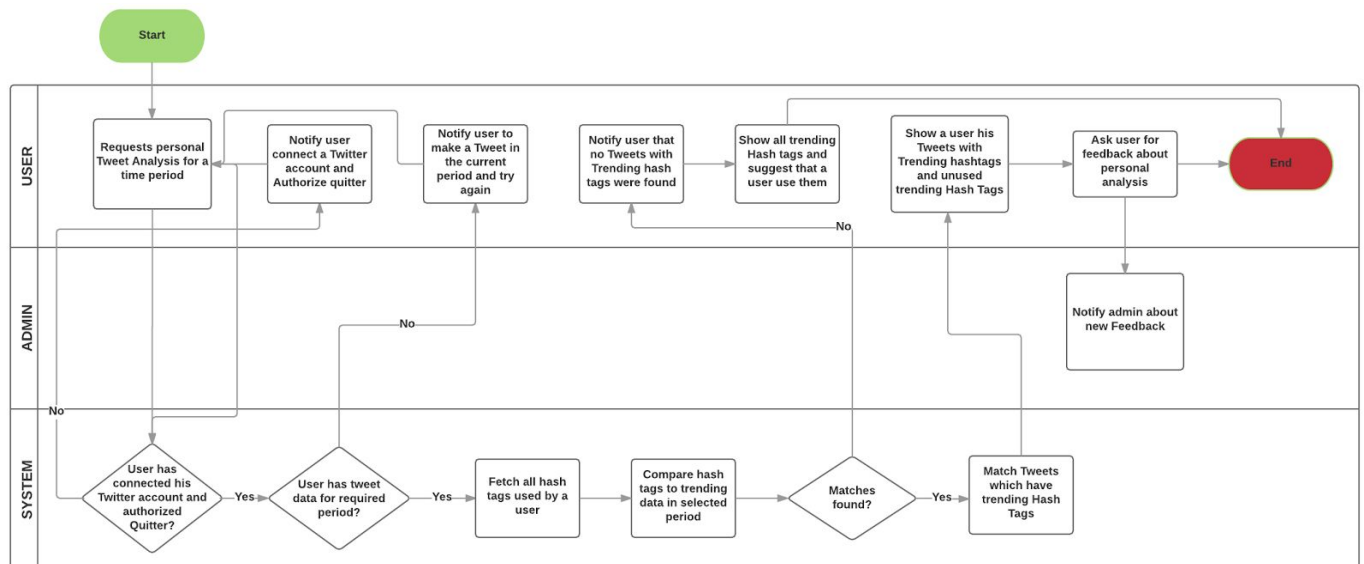 Start
USER
Requests personal
Tweet Analysis for a
time period
Notify user
connect a Twitter
account and
Authorize quitter
Notify user to
make a Tweet in
the current
period and try
again
Notify user that
no Tweets with
Trending hash
tags were found
Show all trending
Hash tags and
suggest that a
user use them
Show a user his
Tweets with
Trending hashtags
and unused
trending Hash Tags
Ask user for
feedback about
personal
analysis
End
No
ADMIN
Notify admin about
new Feedback
No
No
SYSTEM
User has
connected his
Twitter account and
authorized
Quitter?
Yes
User has tweet
data for required
period?
Yes
Fetch all hash
tags used by a
user
Compare hash
tags to trending
data in selected
period
Matches
found?
Yes
Match Tweets
which have
trending Hash
Tags